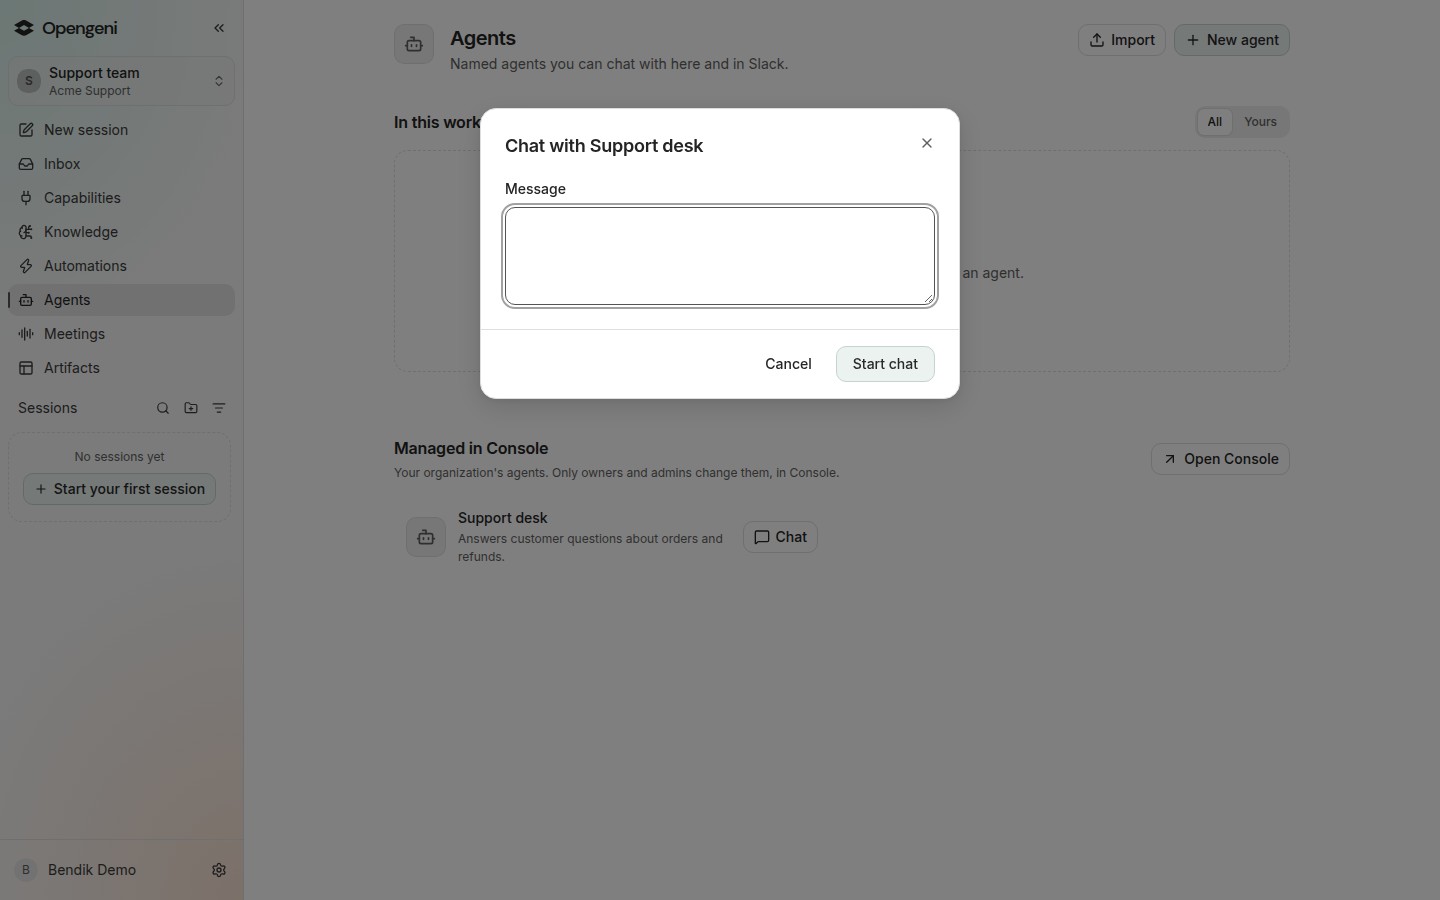 Opengeni
S
Support team
Acme Support
New session
Inbox
Capabilities
Knowledge
Automations
Agents
Meetings
Artifacts
Sessions
No sessions yet
Start your first session
B
Bendik Demo
Agents
Named agents you can chat with here and in Slack.
Import
New agent
In this work
All
Yours
an agent.
Chat with Support desk
Message
Cancel
Start chat
Managed in Console
Your organization's agents. Only owners and admins change them, in Console.
Open Console
Support desk
Answers customer questions about orders and
refunds.
Chat